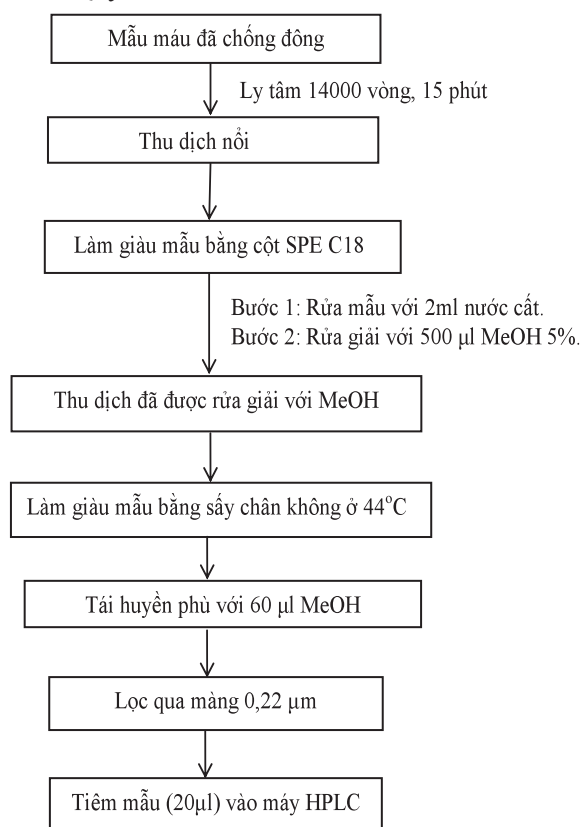 Mẫu máu đã chống đông
Ly tâm 14000 vòng, 15 phút
Thu dịch nổi
Làm giàu mẫu bằng cột SPE C18
Bước 1: Rửa mẫu với 2ml nước cất.
Bước 2: Rửa giải với 500 μl MeOH 5%.
Thu dịch đã được rửa giải với MeOH
Làm giàu mẫu bằng sấy chân không ở 44°C
Tái huyền phù với 60 μl MeOH
Lọc qua màng 0,22 μm
Tiêm mẫu (20μl) vào máy HPLC